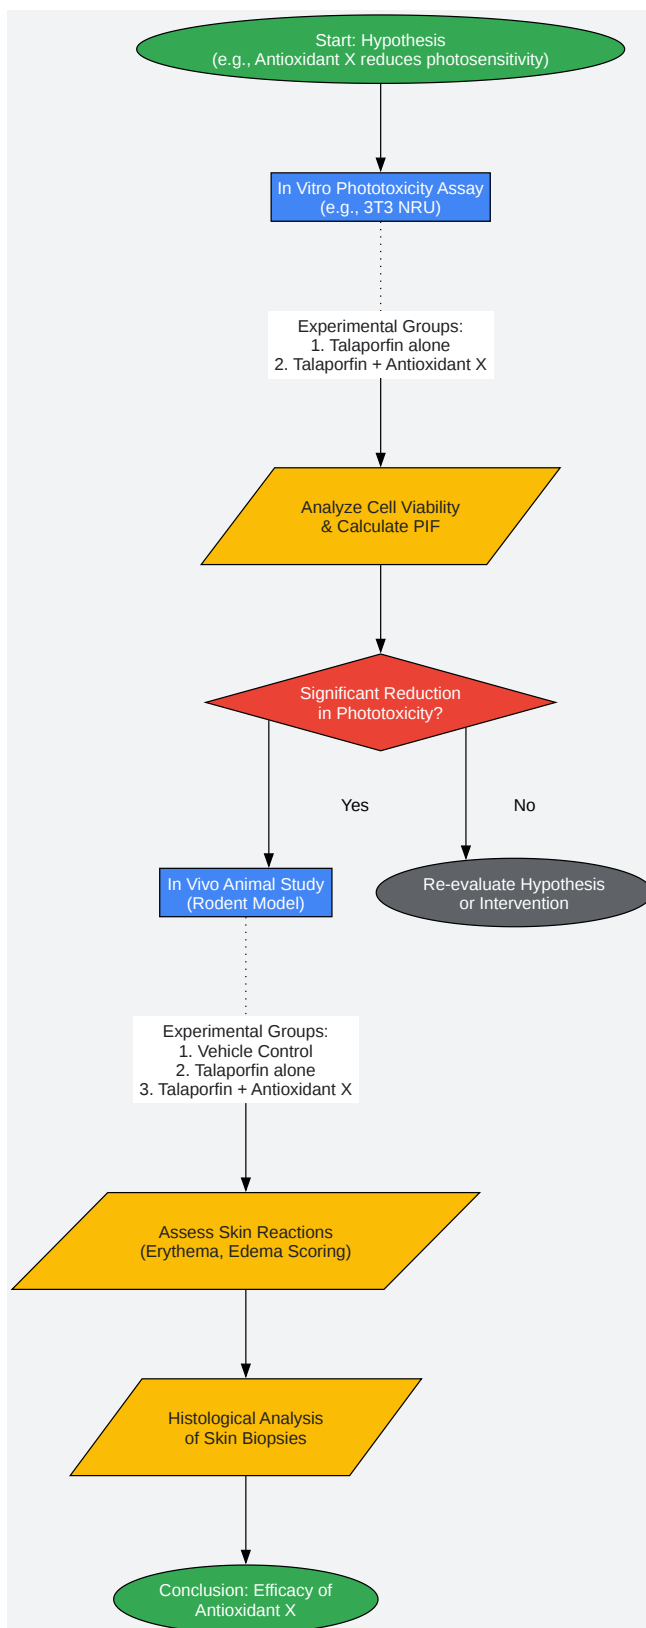 Start: Hypothesis
(e.g., Antioxidant X reduces photosensitivity)
In Vitro Phototoxicity Assay
(e.g., 3T3 NRU)
Experimental Groups:
1. Talaporfin alone
2. Talaporfin + Antioxidant X
Analyze Cell Viability
& Calculate PIF
Significant Reduction
in Phototoxicity?
Yes
No
In Vivo Animal Study
(Rodent Model)
Re-evaluate Hypothesis
or Intervention
Experimental Groups:
1. Vehicle Control
2. Talaporfin alone
3. Talaporfin + Antioxidant X
Assess Skin Reactions
(Erythema, Edema Scoring)
Histological Analysis
of Skin Biopsies
Conclusion: Efficacy of
Antioxidant X